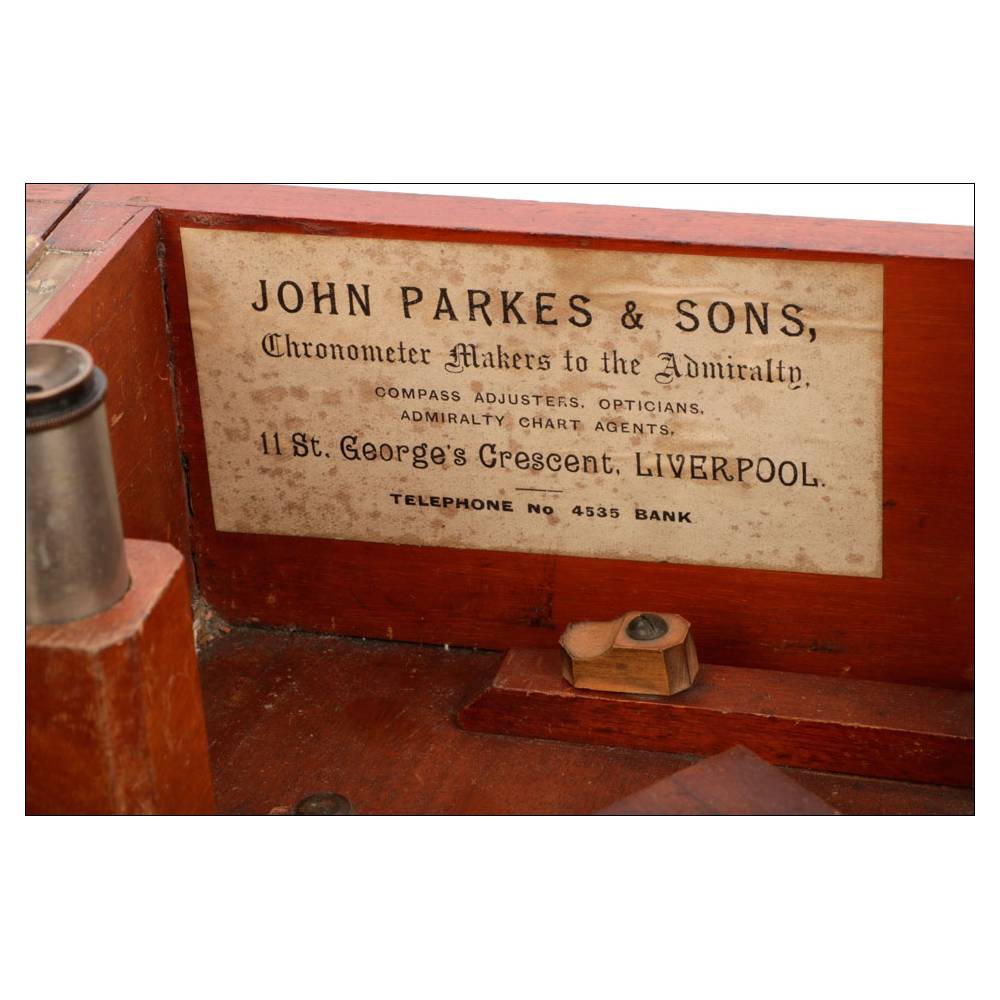 JOHN PARKES & SONS,
Chronometer Makers to the Admiralty,
COMPASS ADJUSTERS, OPTICIANS,
ADMIRALTY CHART AGENTS,
11 St. George's Crescent, LIVERPOOL.
TELEPHONE No 4535 BANK